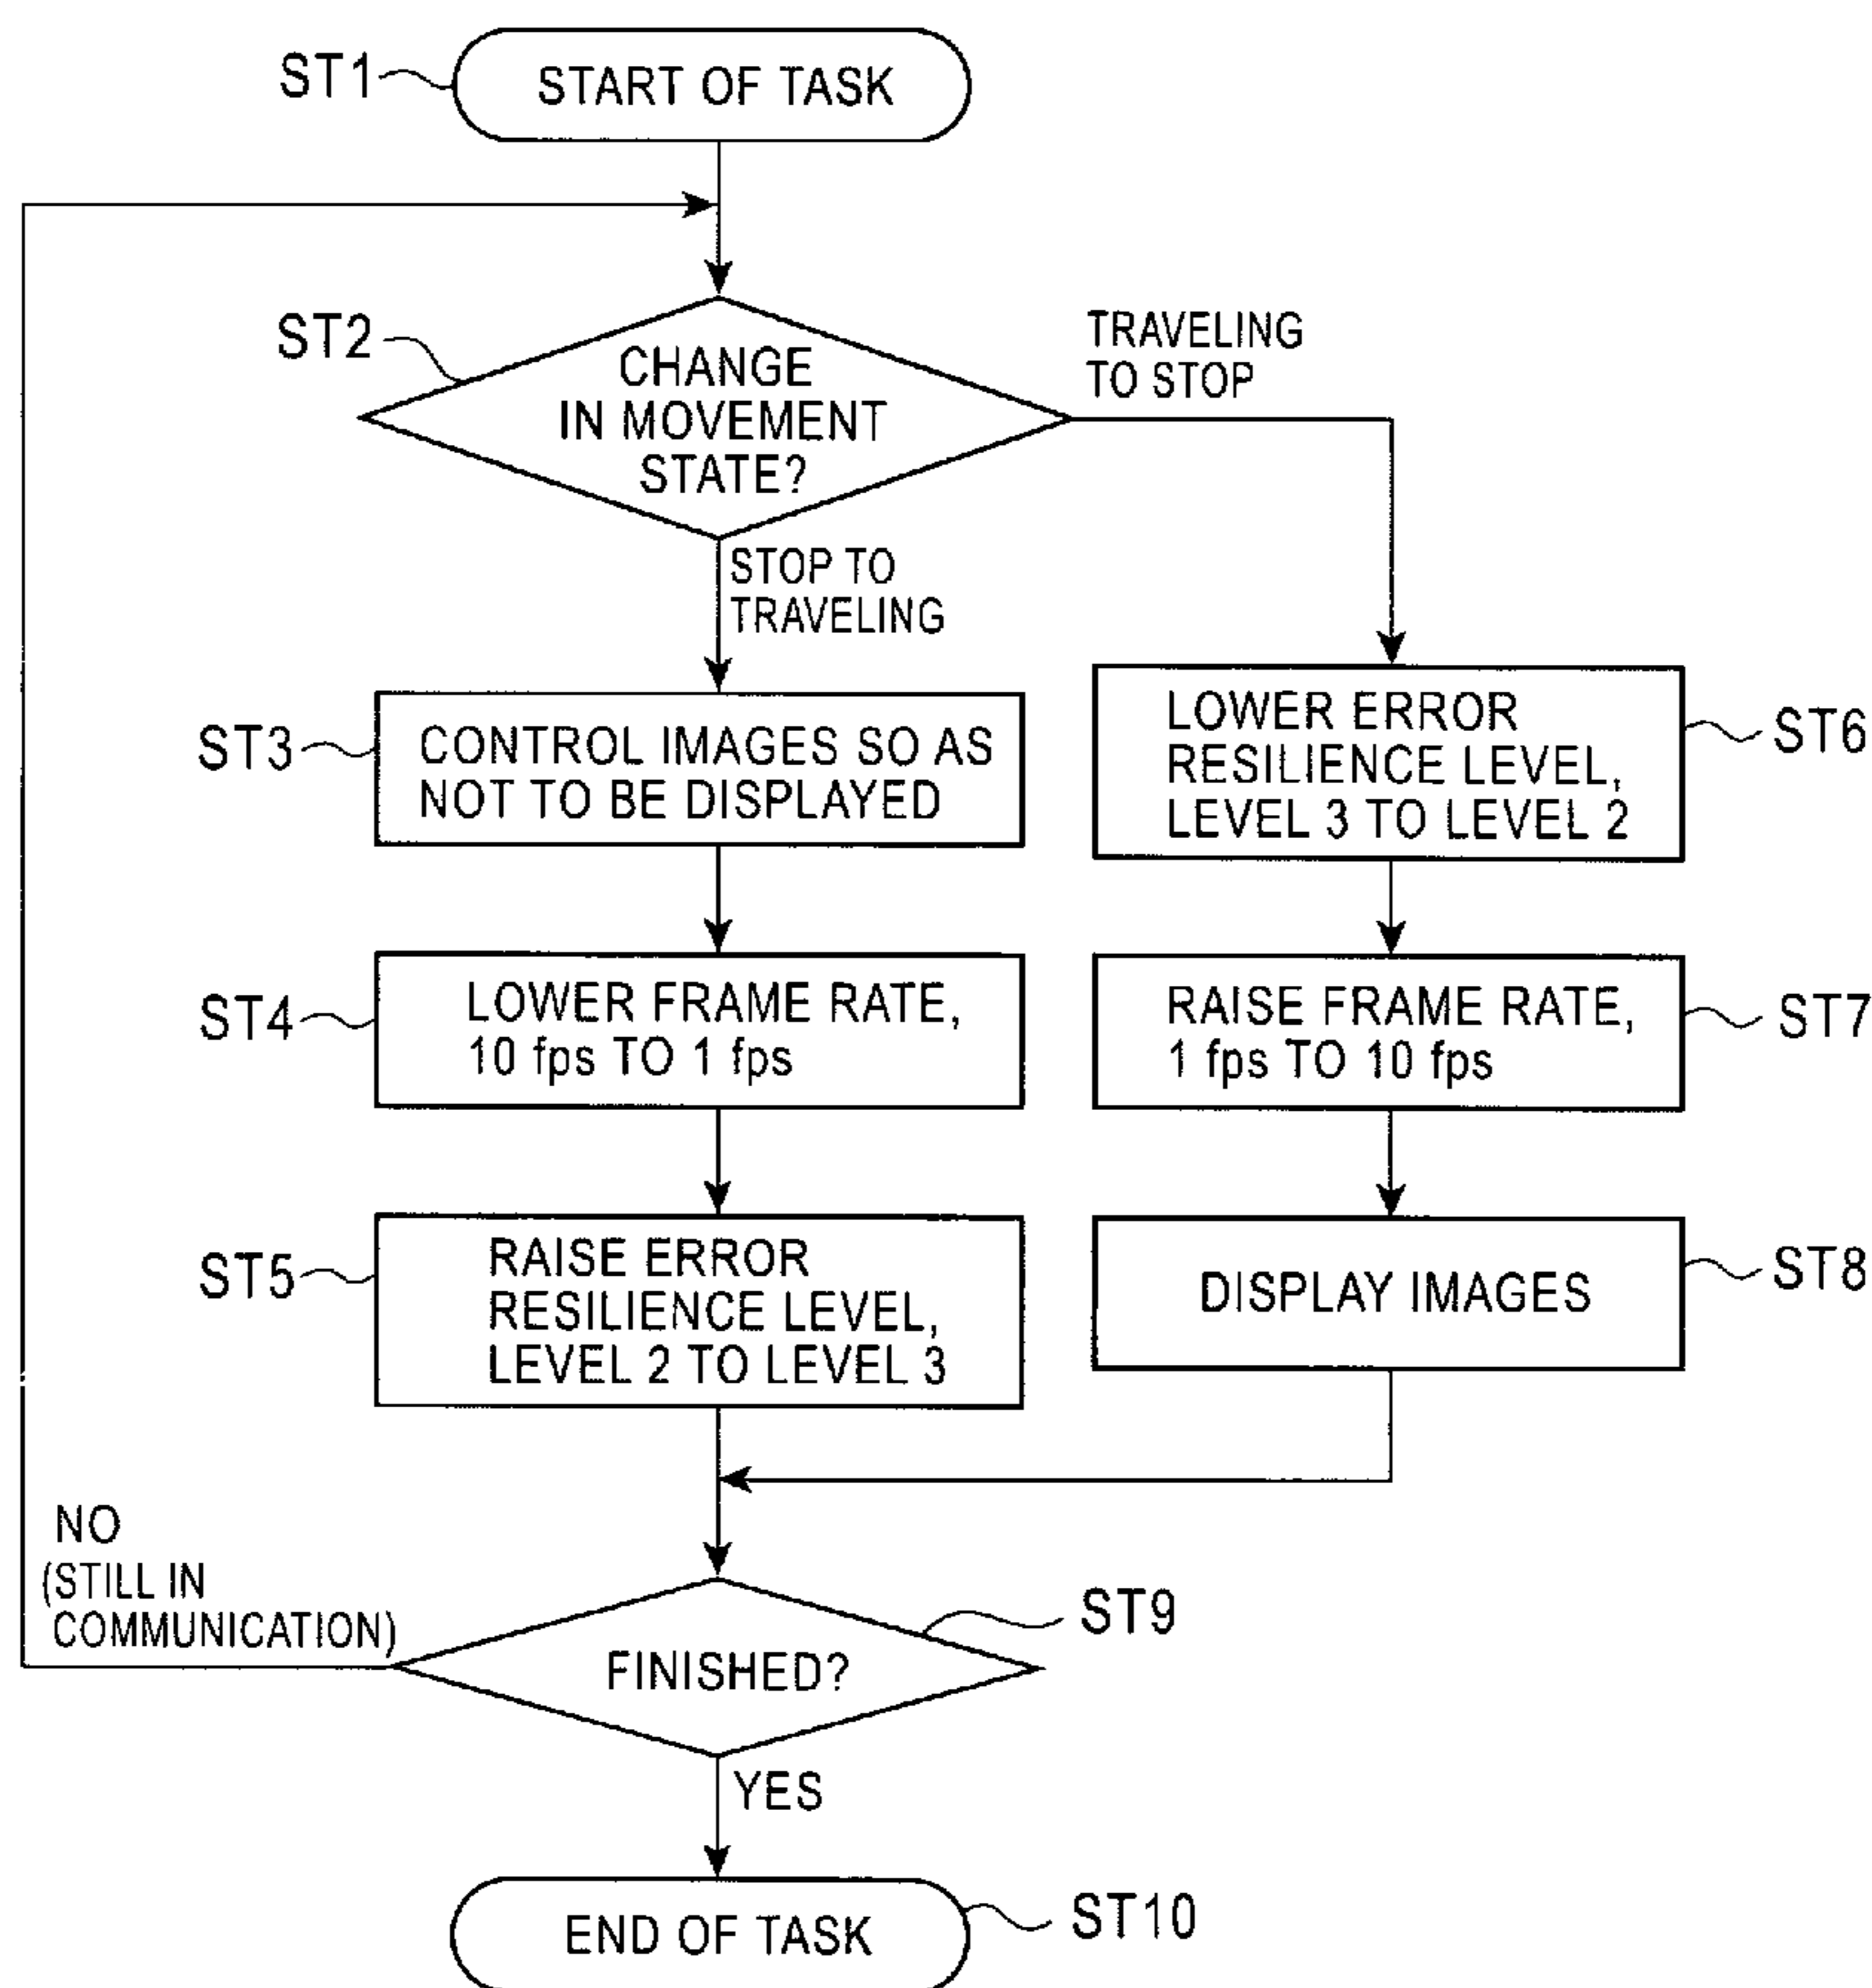 ST1
START OF TASK
ST2
CHANGE
IN MOVEMENT
STATE?
TRAVELING
TO STOP
STOP TO
TRAVELING
ST3
CONTROL IMAGES SO AS
NOT TO BE DISPLAYED
LOWER ERROR
RESILIENCE LEVEL,
LEVEL 3 TO LEVEL 2
ST6
ST4
LOWER FRAME RATE,
10 fps TO 1 fps
RAISE FRAME RATE,
1 fps TO 10 fps
ST7
ST5
RAISE ERROR
RESILIENCE LEVEL,
LEVEL 2 TO LEVEL 3
DISPLAY IMAGES
ST8
NO
(STILL IN
COMMUNICATION)
FINISHED?
ST9
YES
END OF TASK
ST10